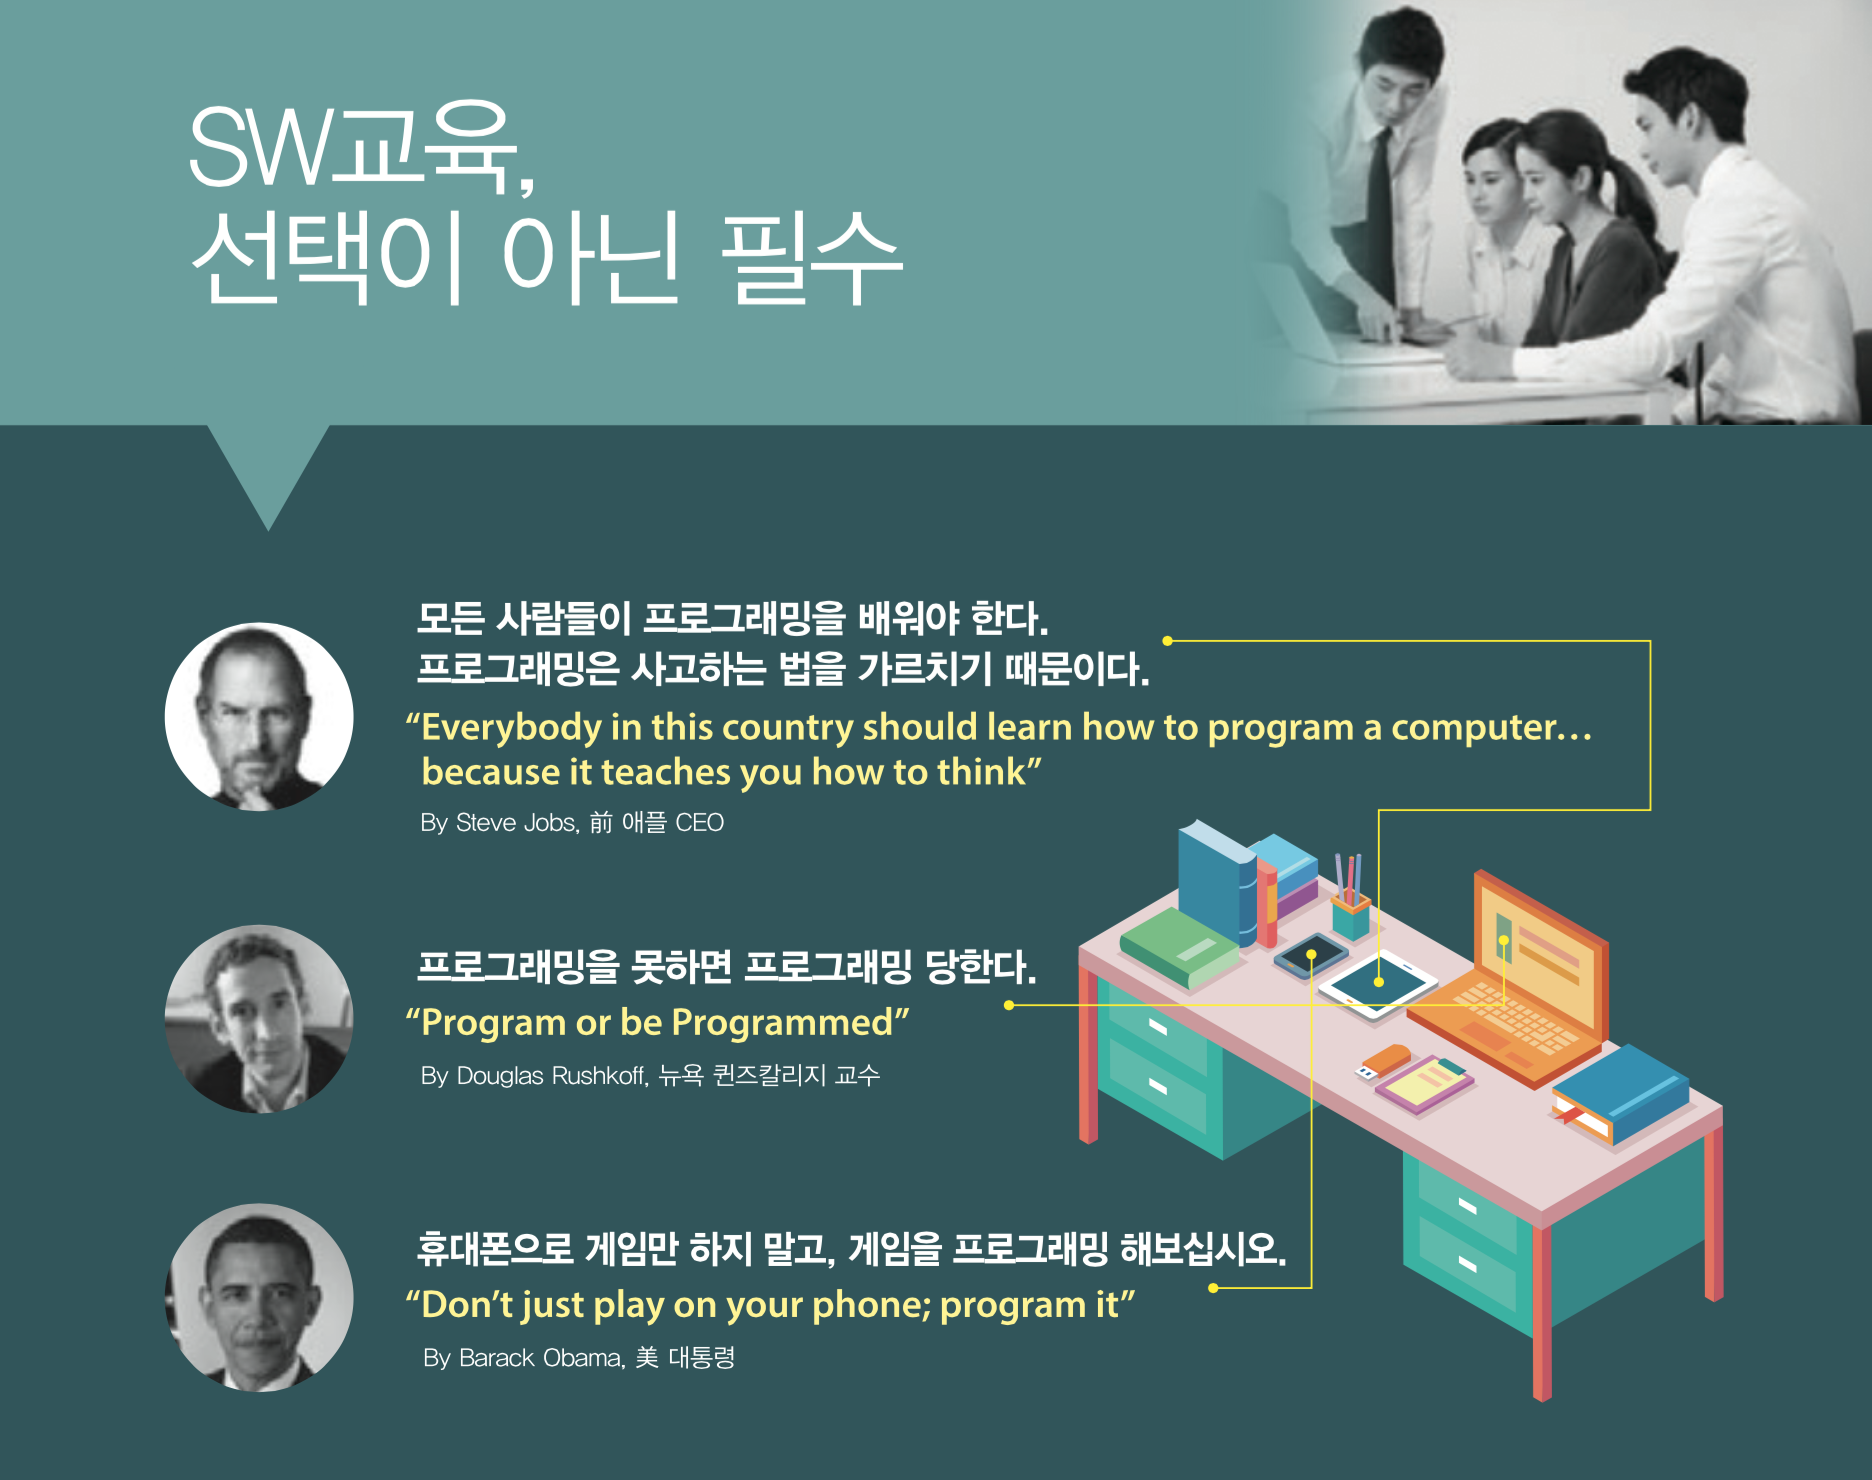 SW교육,
선택이 아닌 필수
모든 사람들이 프로그래밍을 배워야 한다.
프로그래밍은 사고하는 법을 가르치기 때문이다.
“Everybody in this country should learn how to program a computer…
because it teaches you how to think”
By Steve Jobs, 前 애플 CEO
프로그래밍을 못하면 프로그래밍 당한다.
“Program or be Programmed”
By Douglas Rushkoff, 뉴욕 퀸즈칼리지 교수
휴대폰으로 게임만 하지 말고, 게임을 프로그래밍 해보십시오.
“Don’t just play on your phone; program it”
By Barack Obama, 美 대통령